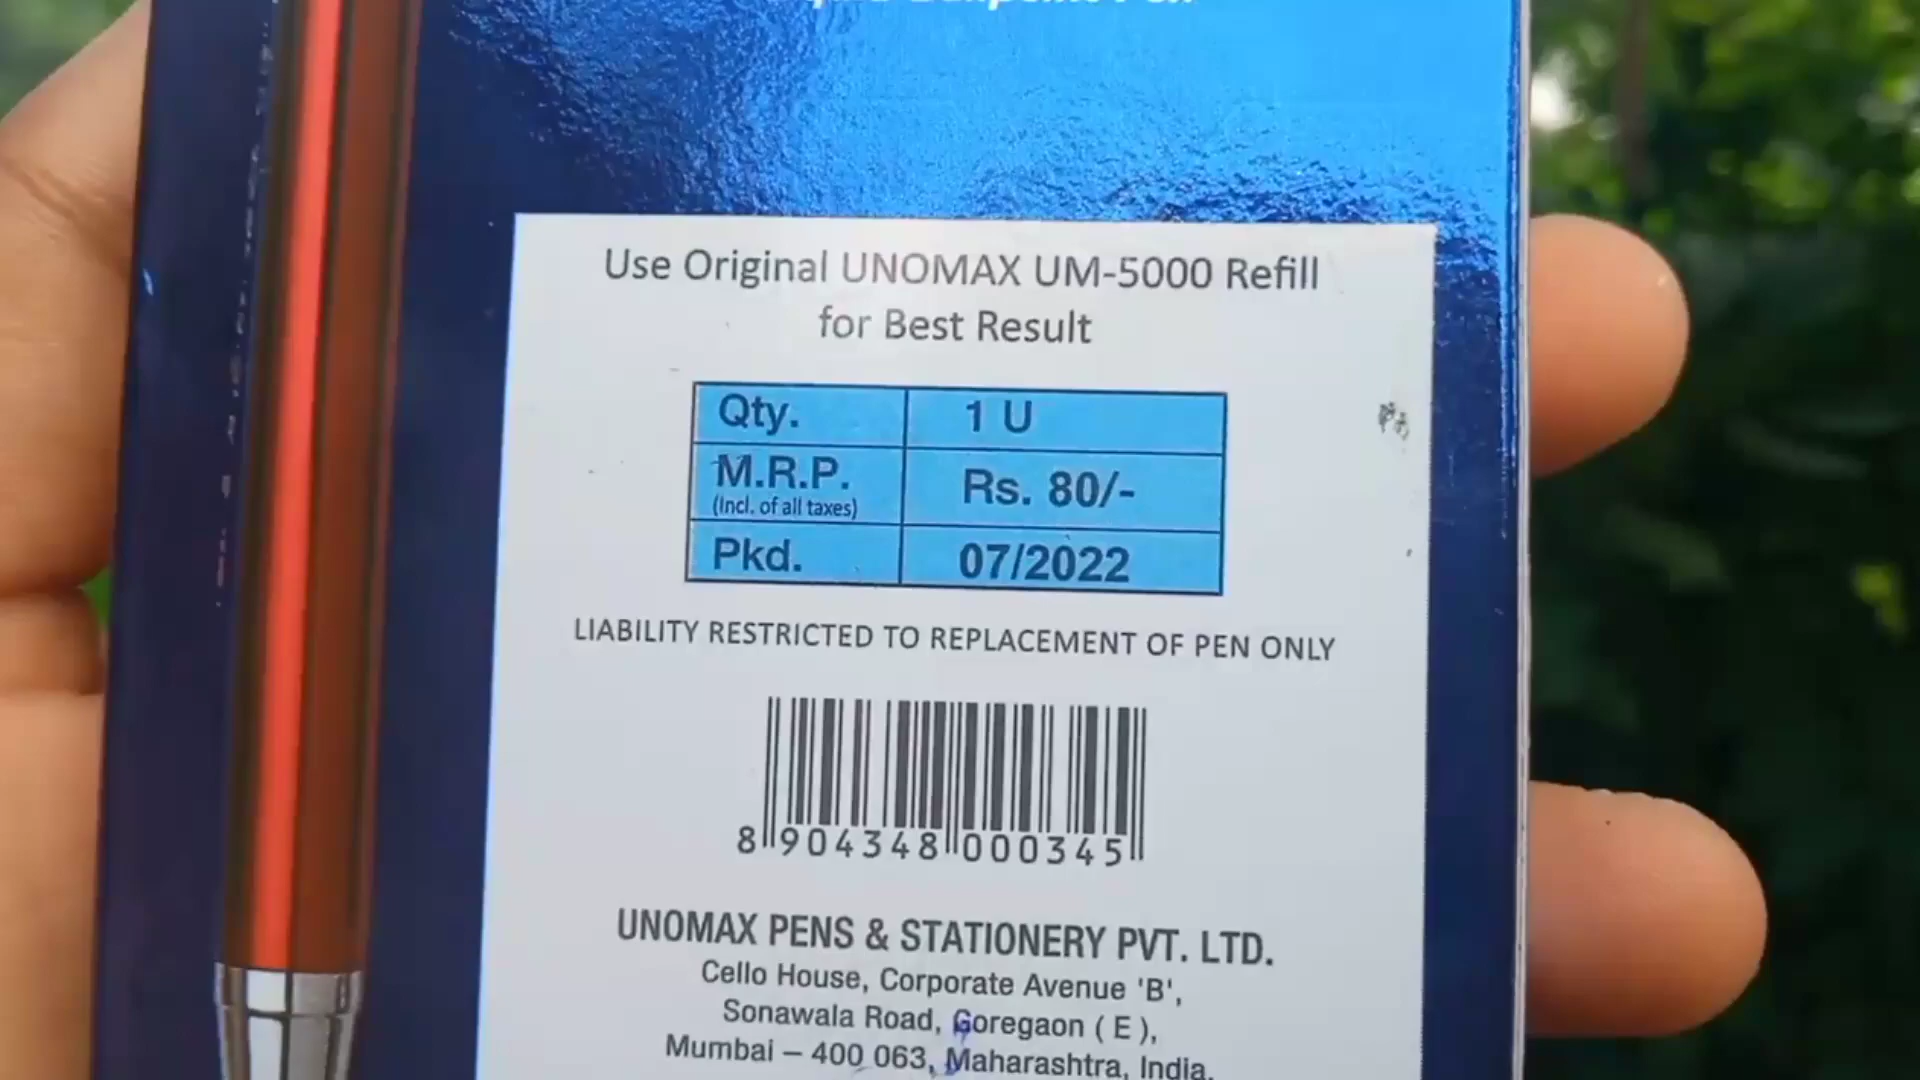 Use Original UNOMAX UM-5000 Refill
for Best Result
Qty. 1 U
M.R.P. Rs. 80/-
(Incl. of all taxes)
Pkd. 07/2022
LIABILITY RESTRICTED TO REPLACEMENT OF PEN ONLY
8 904348 000345
UNOMAX PENS & STATIONERY PVT. LTD.
Cello House, Corporate Avenue 'B',
Sonawala Road, Goregaon ( E ),
Mumbai – 400 063, Maharashtra, India.